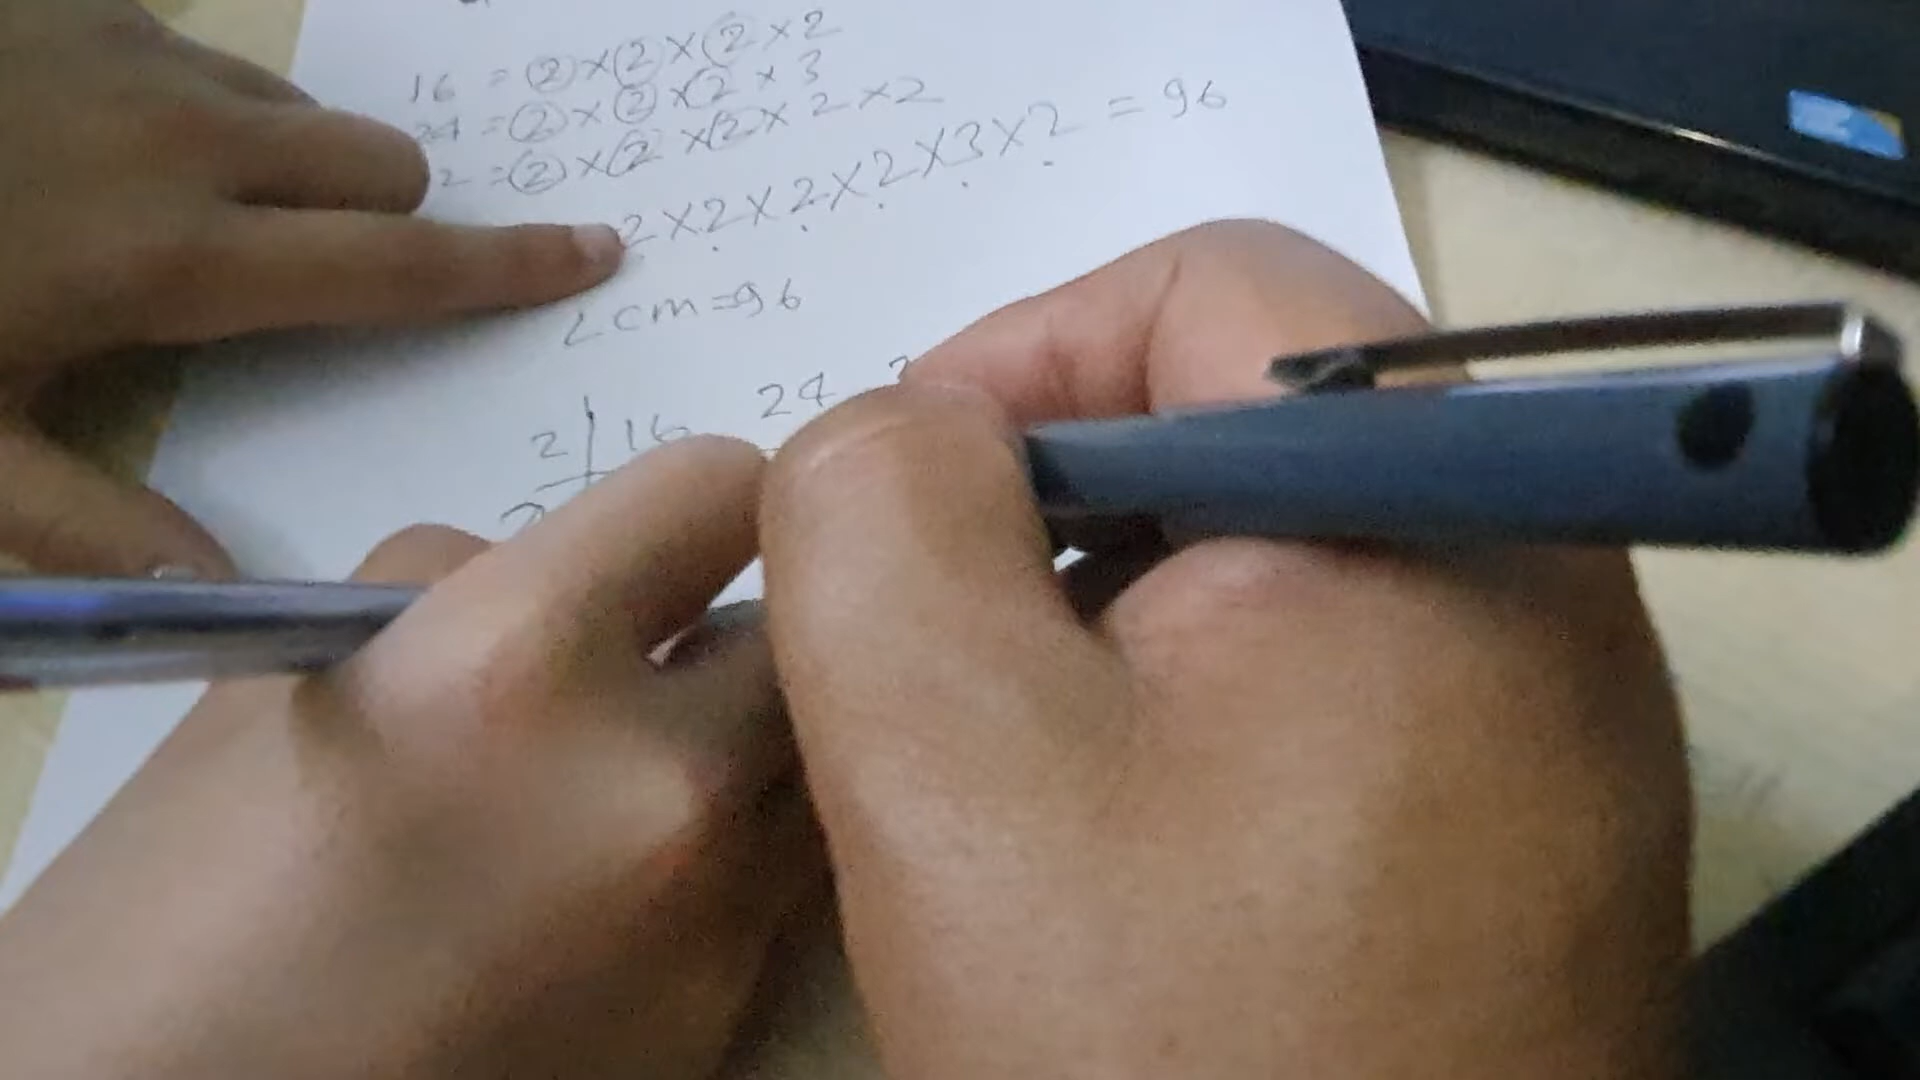 16 = 2 × 2 × 2 × 2
24 = 2 × 2 × 2 × 3
2 = 2 × 2 × 2 × 2 × 2
2 × 2 × 2 × 2 × 3 × 2 = 96
Lcm = 96
2 | 16 24
2